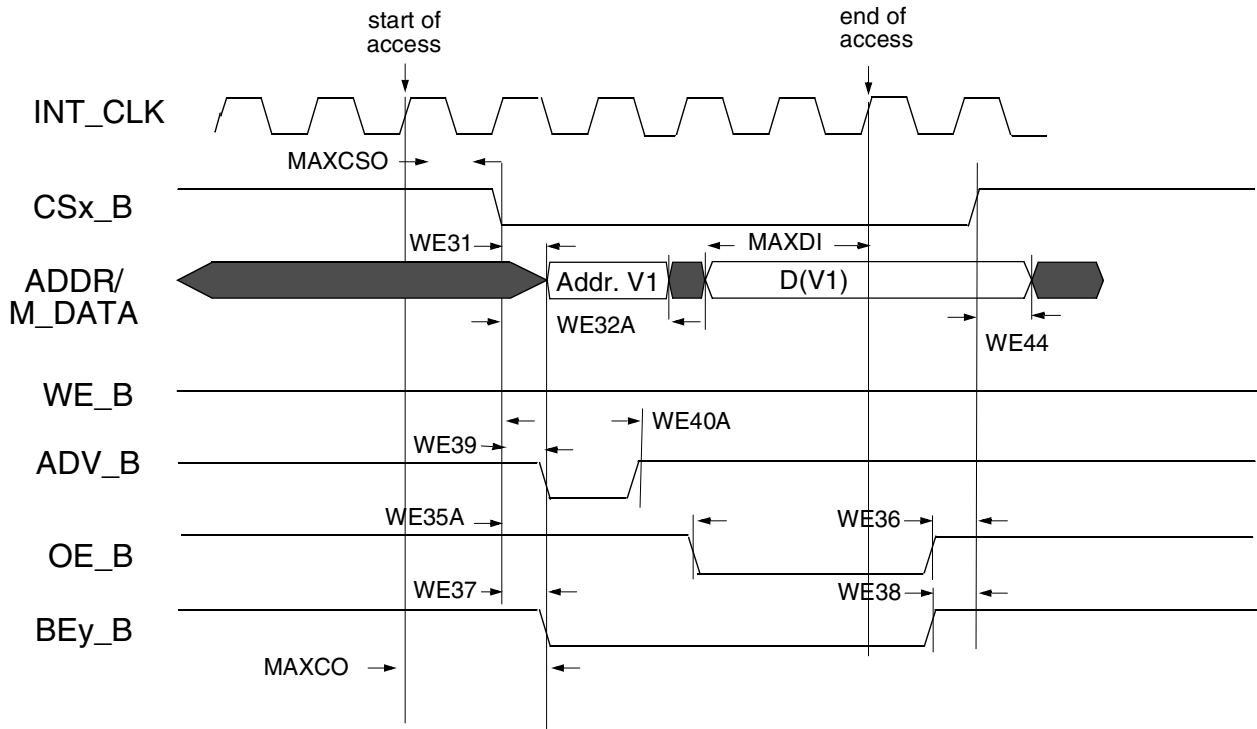 start of
access
end of
access
INT_CLK
MAXCSO
CSx_B
WE31
MAXDI
ADDR/
M_DATA
Addr. V1
D(V1)
WE32A
WE44
WE_B
WE40A
WE39
ADV_B
WE35A
WE36
OE_B
WE37
WE38
BEy_B
MAXCO